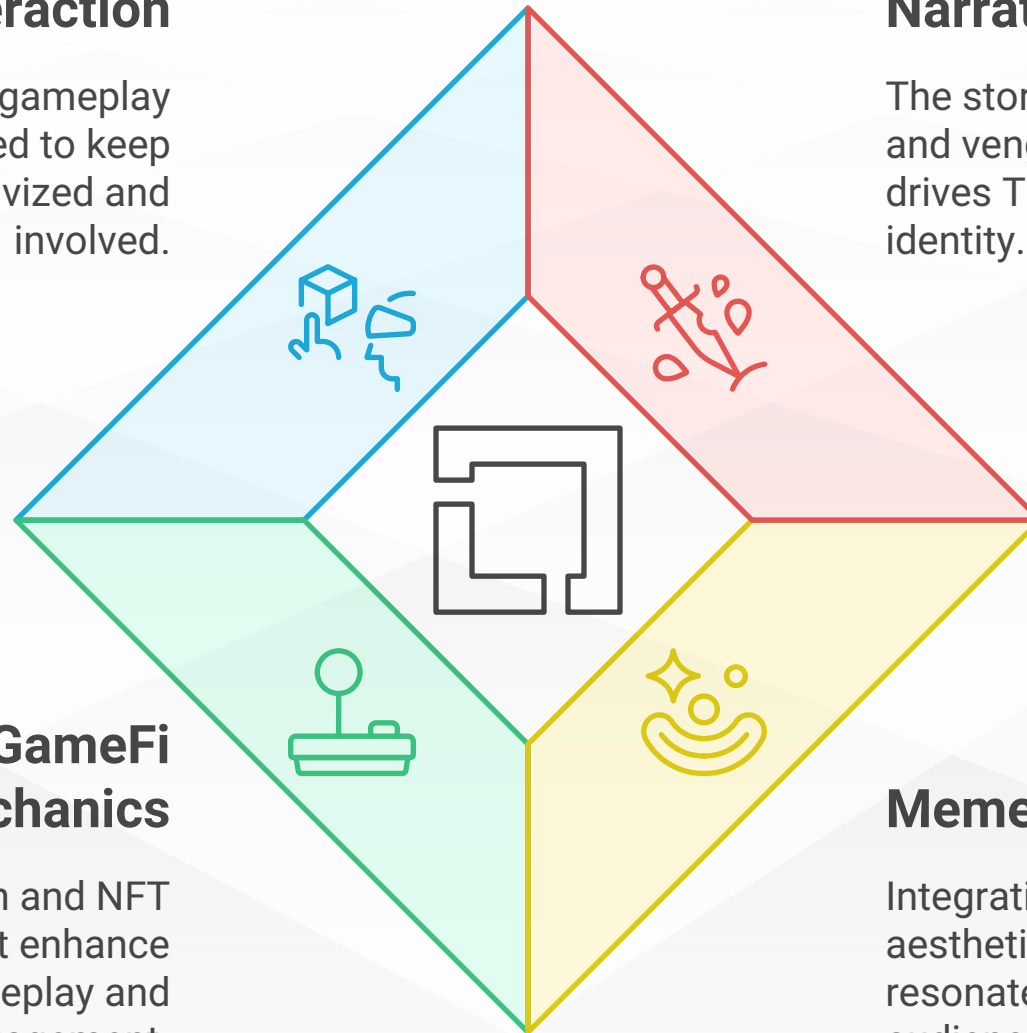 eraction
gameplay
ed to keep
vized and
involved.
Narrat
The stor
and ven
drives T
identity.
GameFi
chanics
n and NFT
t enhance
eplay and
Meme
Integrati
aestheti
resonate